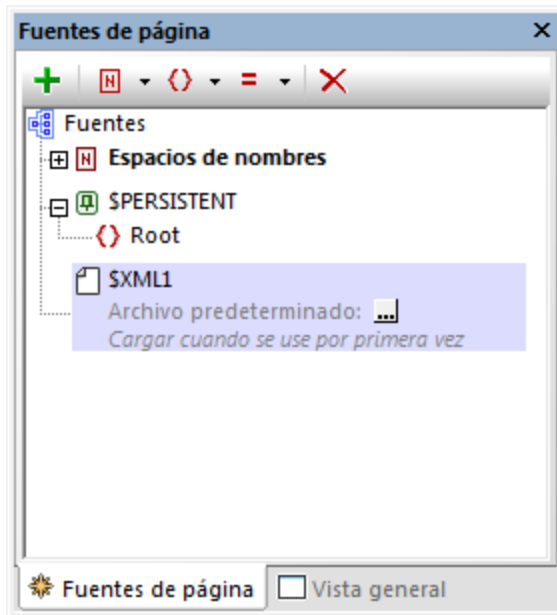 Fuentes de página
Fuentes
Espacios de nombres
$PERSISTENT
Root
$XML1
Archivo predeterminado: ...
Cargar cuando se use por primera vez
Fuentes de página
Vista general